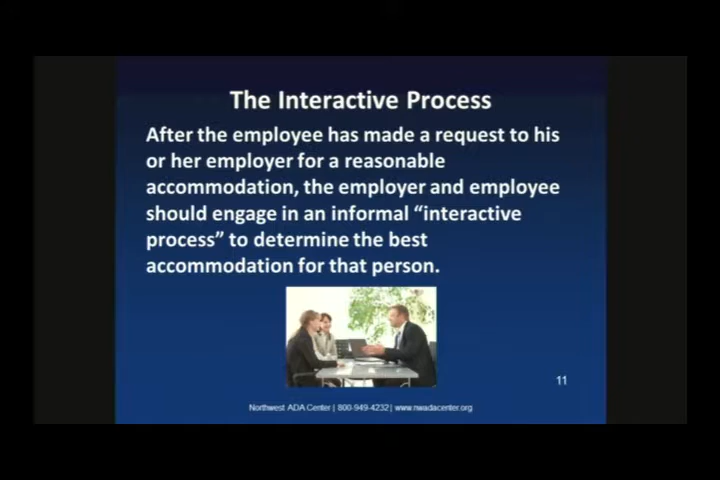 The Interactive Process
After the employee has made a request to his
or her employer for a reasonable
accommodation, the employer and employee
should engage in an informal “interactive
process” to determine the best
accommodation for that person.
11
Northwest ADA Center | 800-949-4232 | www.nwadacenter.org